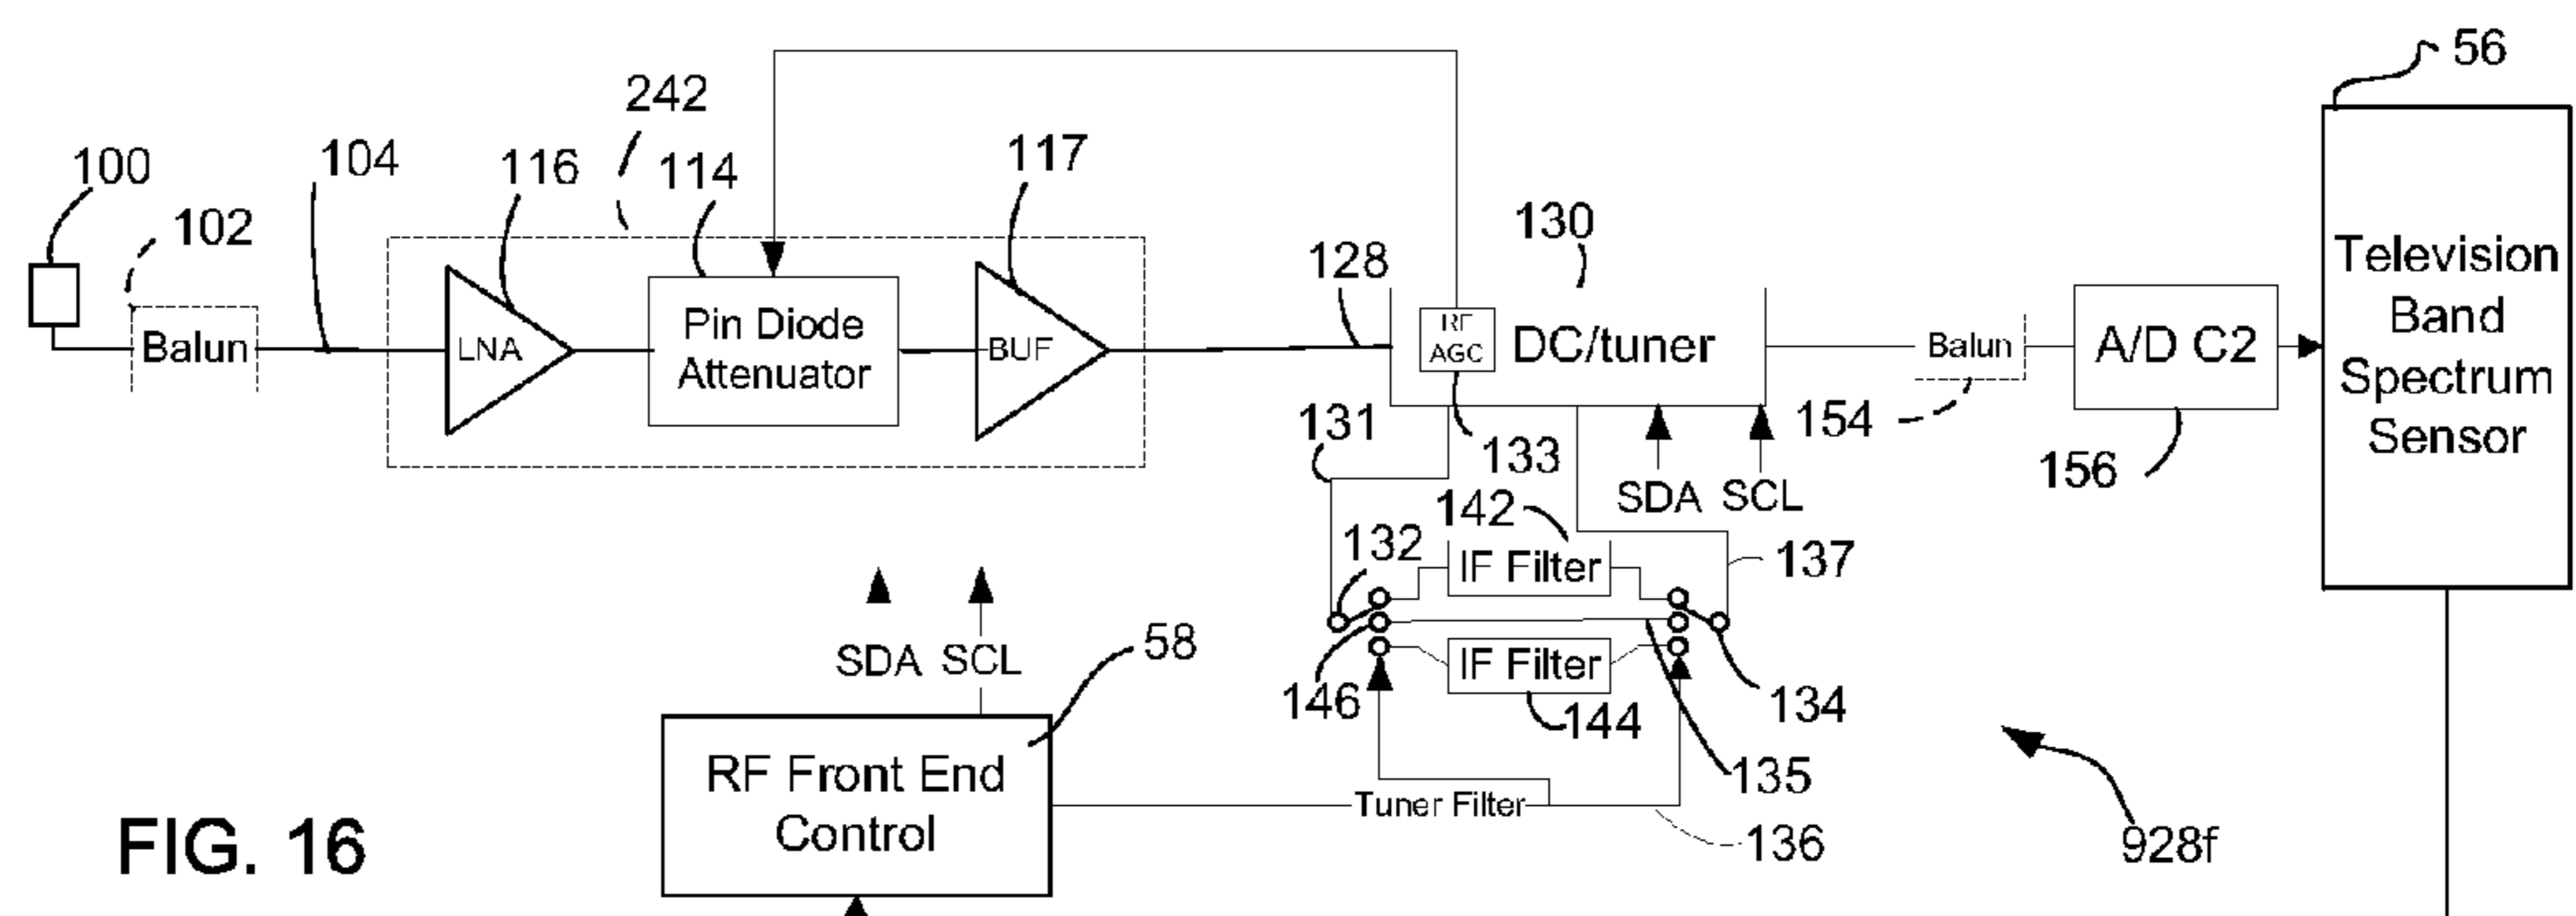 56
242
100
104
116
114
117
102
130
128
Balun
LNA
Pin Diode
Attenuator
BUF
RF
AGC
DC/tuner
Balun
A/D C2
Television
Band
Spectrum
Sensor
131
133
154
156
SDA SCL
142
132
IF Filter
137
SDA SCL
58
146
IF Filter
144
134
135
RF Front End
Control
Tuner Filter
136
928f
FIG. 16